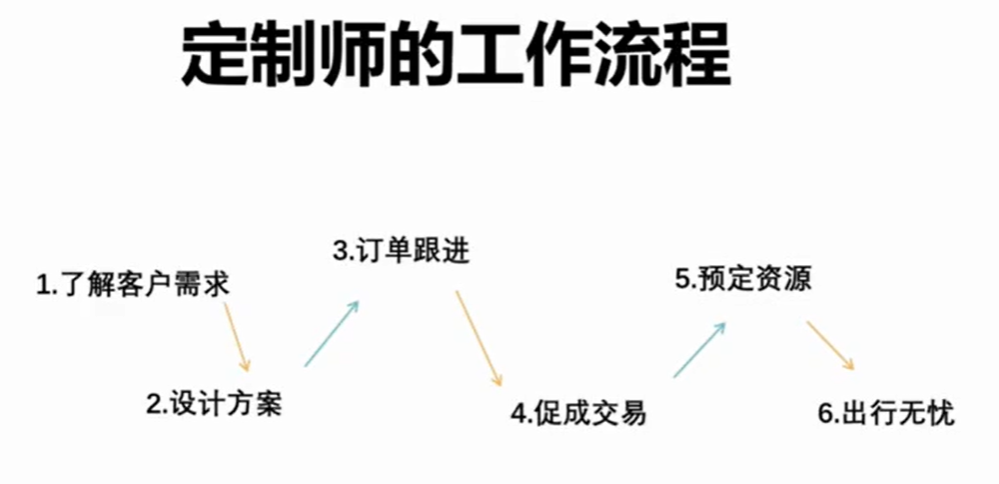 定制师的工作流程
1.了解客户需求
2.设计方案
3.订单跟进
4.促成交易
5.预定资源
6.出行无忧